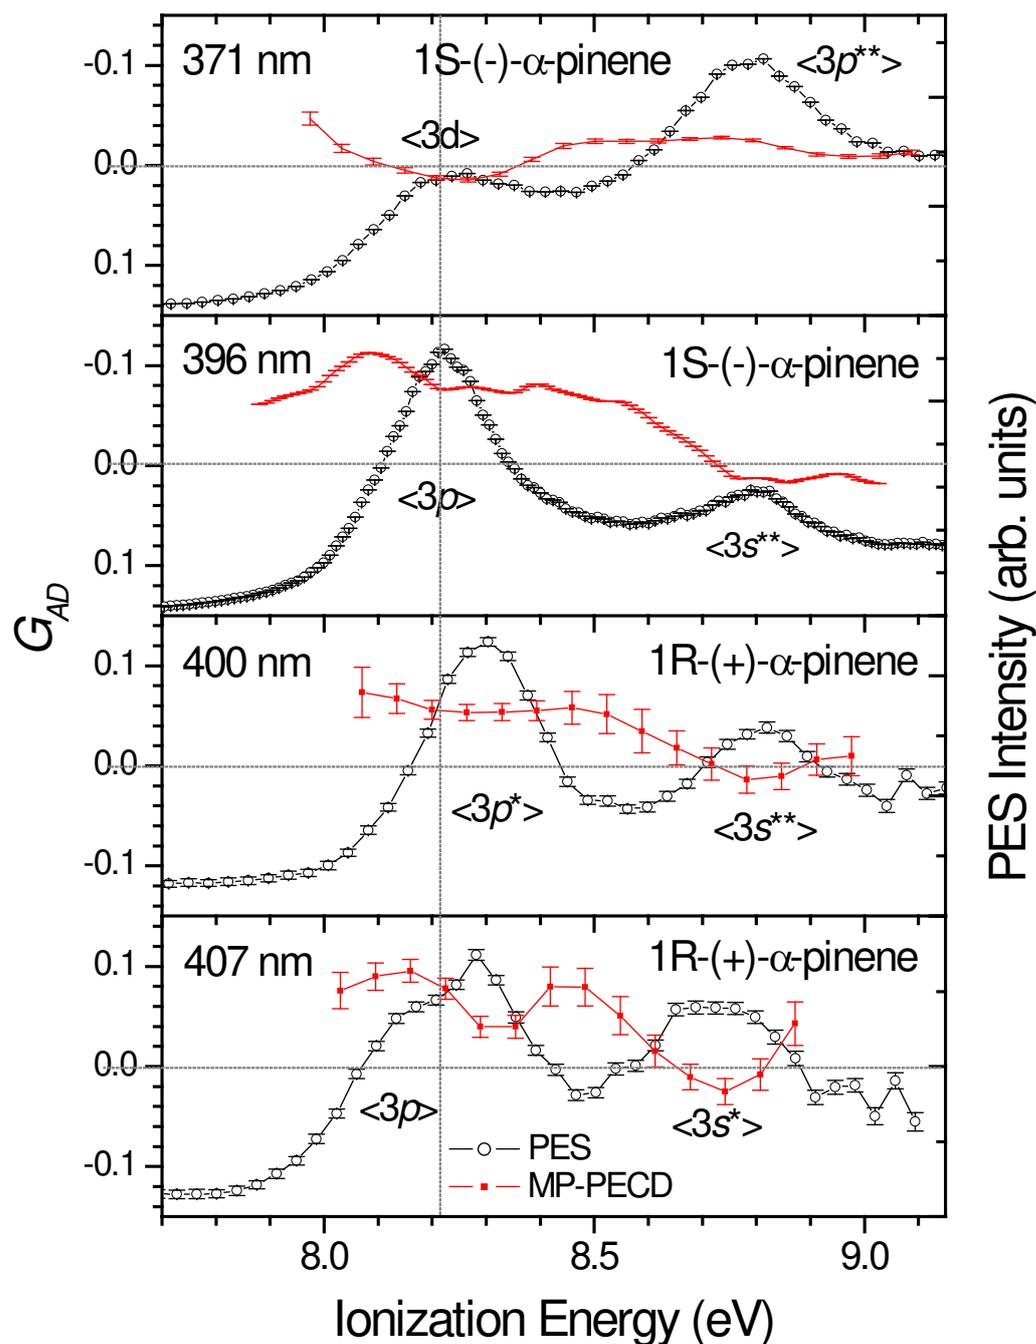 371 nm
1S-(-)-α-pinene
<3p**>
<3d>
-0.1
0.0
0.1
396 nm
1S-(-)-α-pinene
<3p>
<3s**>
-0.1
0.0
0.1
400 nm
1R-(+)-α-pinene
<3p*>
<3s**>
0.1
0.0
-0.1
407 nm
1R-(+)-α-pinene
<3p>
<3s*>
PES
MP-PECD
0.1
0.0
-0.1
8.0 8.5 9.0
Ionization Energy (eV)
G_AD
PES Intensity (arb. units)